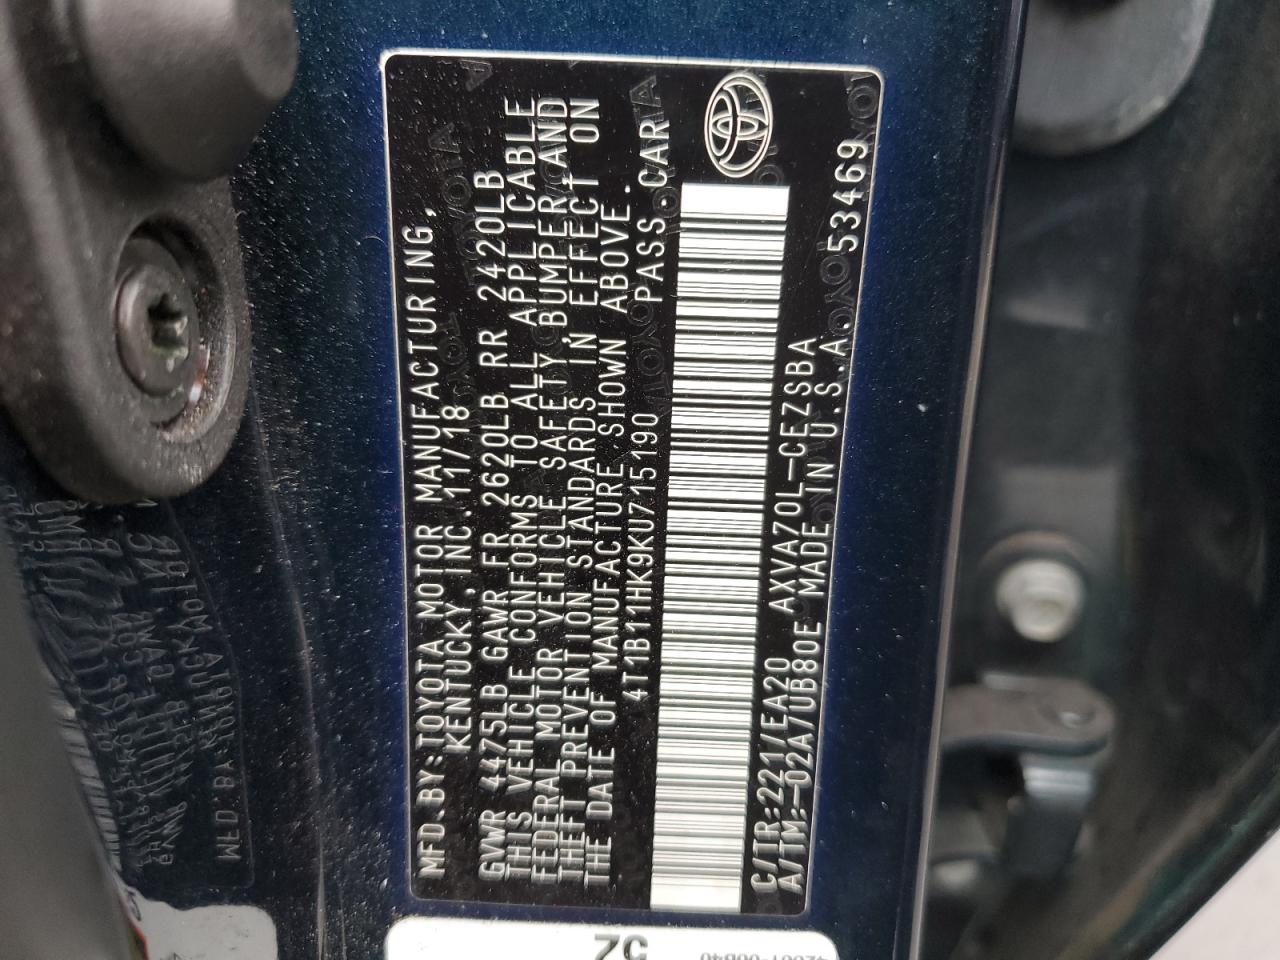 MFD.BY:TOYOTA MOTOR MANUFACTURING,
KENTUCKY.INC.11/18
GVWR 4475LB GAWR FR 2620LB RR 2420LB
THIS VEHICLE CONFORMS TO ALL APPLICABLE
FEDERAL MOTOR VEHICLE SAFETY,BUMPER,AND
THEFT PREVENTION STANDARDS IN EFFECT ON
THE DATE OF MANUFACTURE SHOWN ABOVE.
4T1B11HK9KU715190 PASS.CAR
C/TR:221/EA20 AXVA70L-CEZSBA
A/TM:-02A/UB80E MADE IN U.S.A. 53469
52